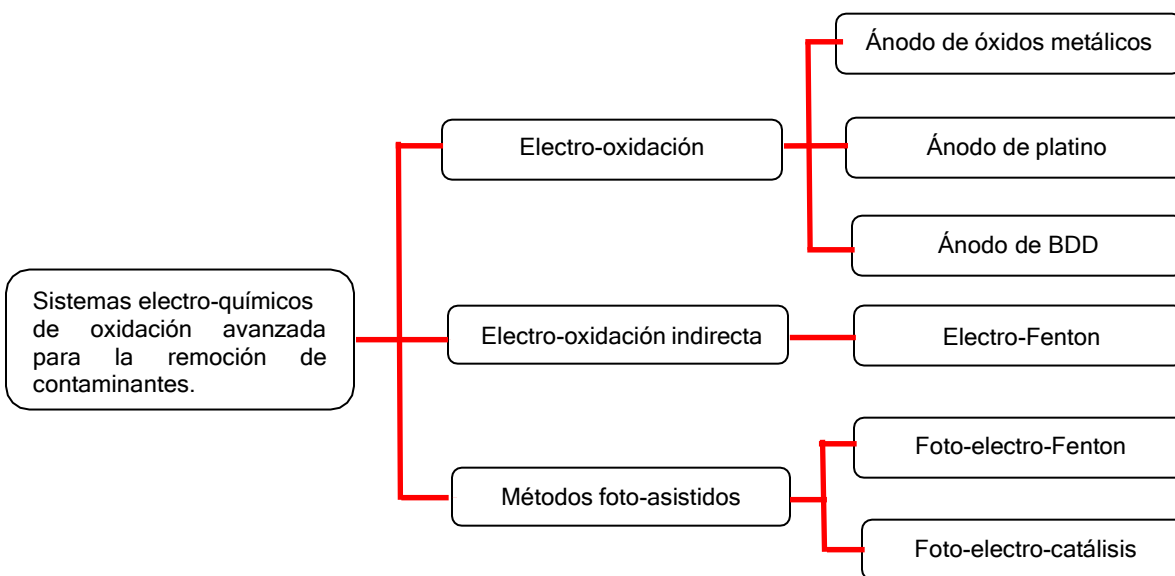 Sistemas electro-químicos
de oxidación avanzada
para la remoción de
contaminantes.
Electro-oxidación
Ánodo de óxidos metálicos
Ánodo de platino
Ánodo de BDD
Electro-oxidación indirecta
Electro-Fenton
Métodos foto-asistidos
Foto-electro-Fenton
Foto-electro-catálisis